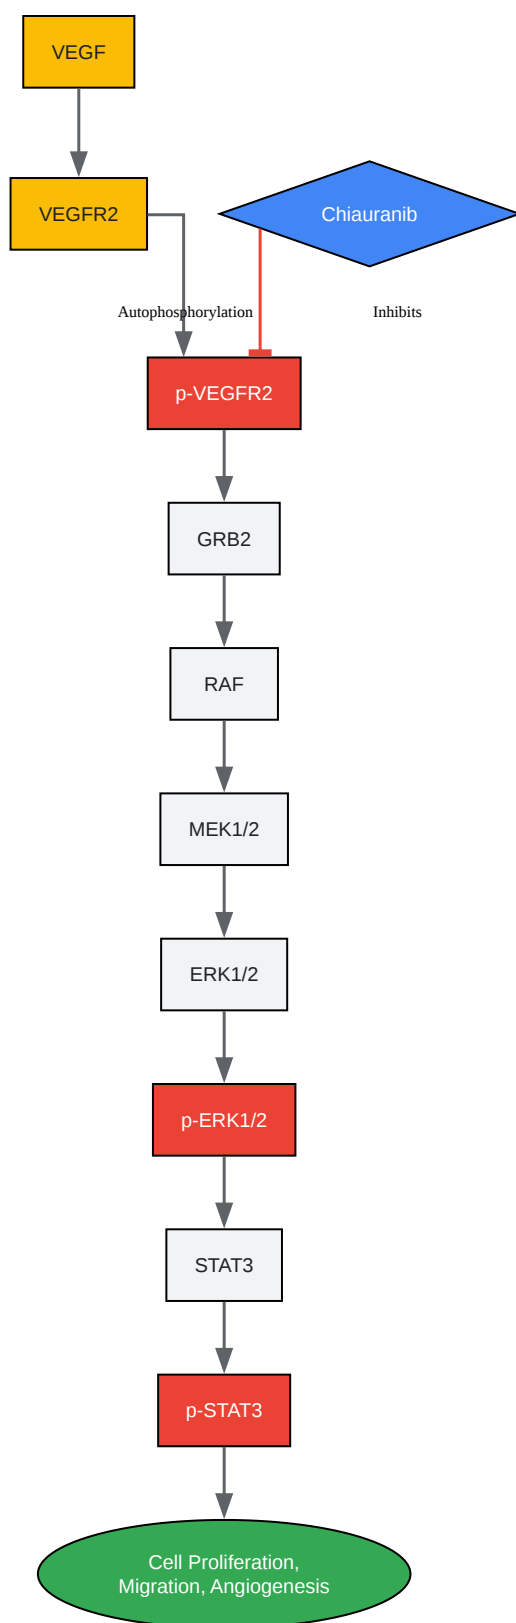 VEGF
VEGFR2
Chiauranib
Autophosphorylation
Inhibits
p-VEGFR2
GRB2
RAF
MEK1/2
ERK1/2
p-ERK1/2
STAT3
p-STAT3
Cell Proliferation,
Migration, Angiogenesis